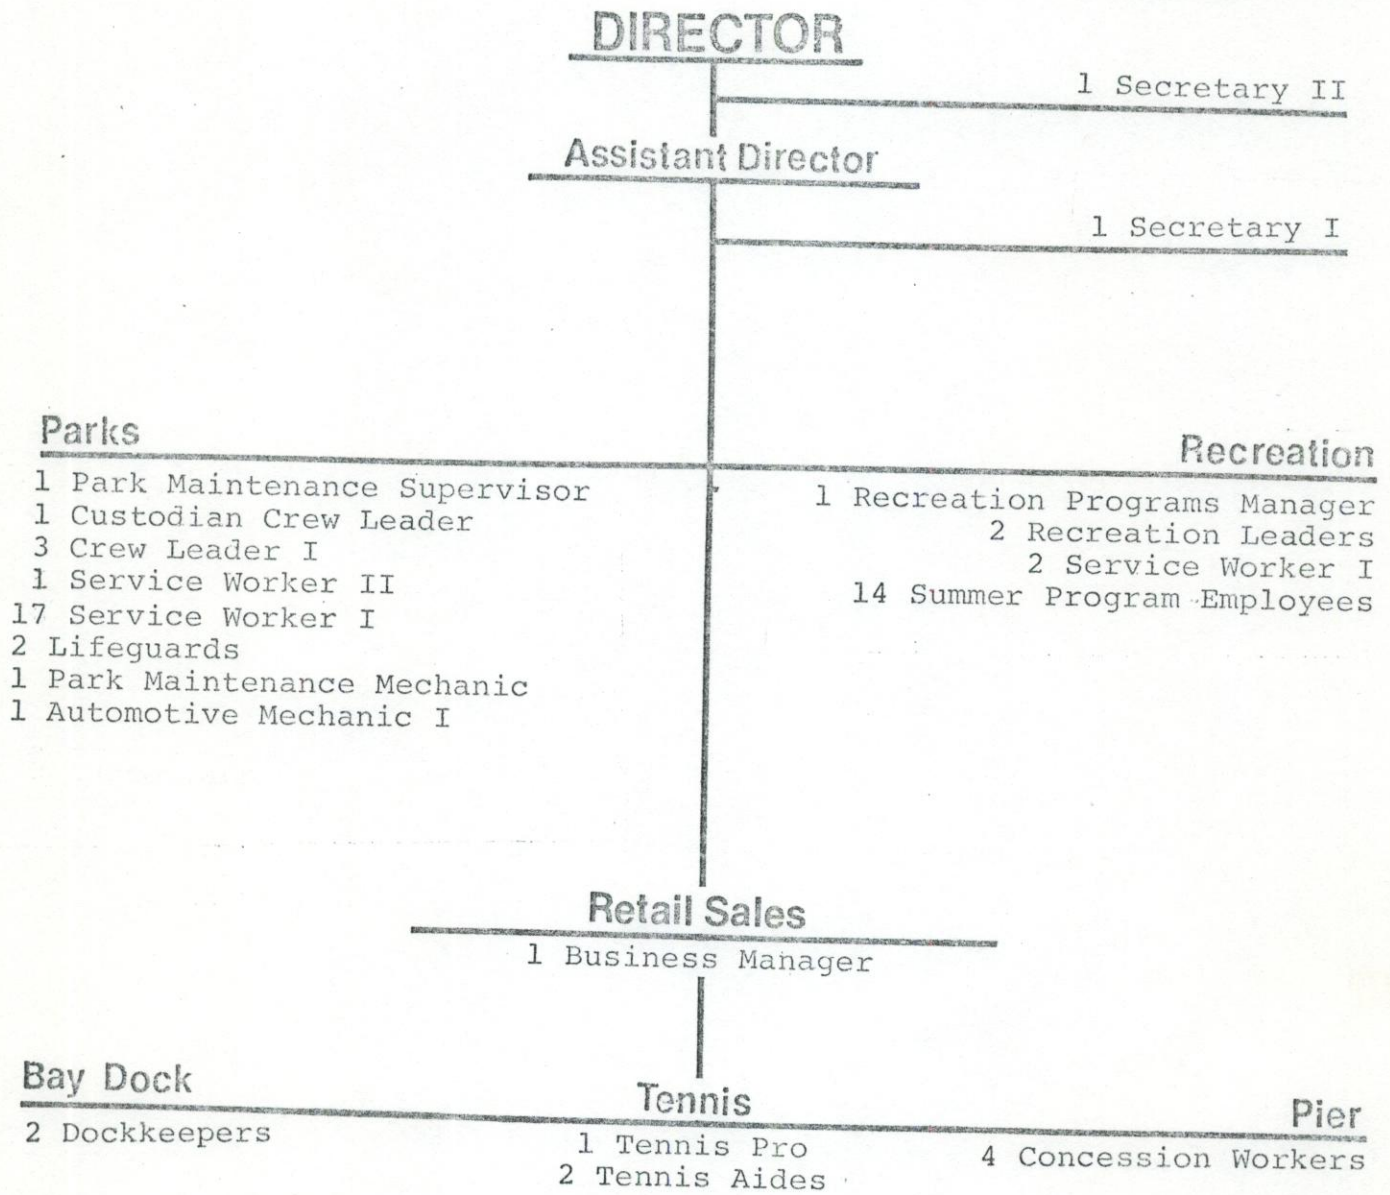 DIRECTOR
1 Secretary II
Assistant Director
1 Secretary I
Parks
1 Park Maintenance Supervisor
1 Custodian Crew Leader
3 Crew Leader I
1 Service Worker II
17 Service Worker I
2 Lifeguards
1 Park Maintenance Mechanic
1 Automotive Mechanic I
Recreation
1 Recreation Programs Manager
2 Recreation Leaders
2 Service Worker I
14 Summer Program Employees
Retail Sales
1 Business Manager
Bay Dock
2 Dockkeepers
Tennis
1 Tennis Pro
2 Tennis Aides
Pier
4 Concession Workers